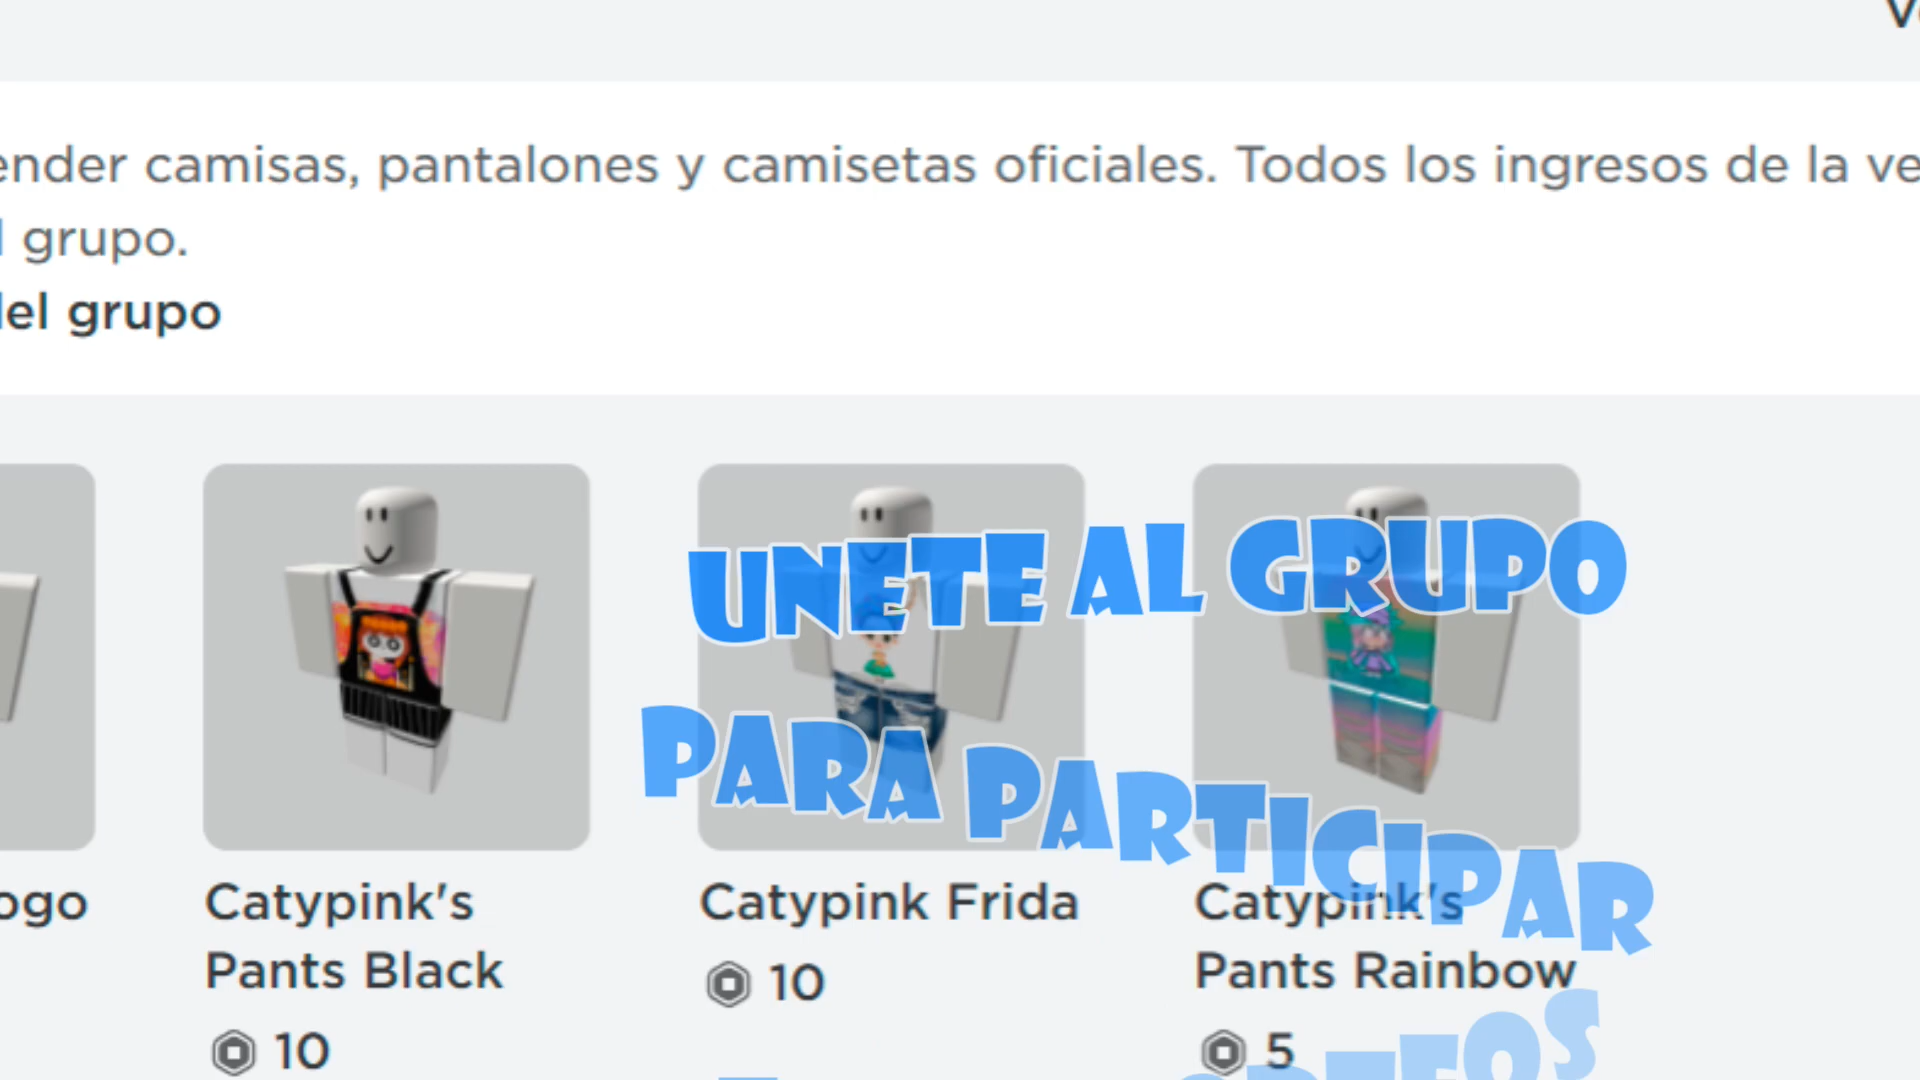 ender camisas, pantalones y camisetas oficiales. Todos los ingresos de la ve
l grupo.
del grupo
UNETE AL GRUPO
PARA PARTICIPAR
ogo
Catypink's
Pants Black
10
Catypink Frida
10
Catypink's
Pants Rainbow
5